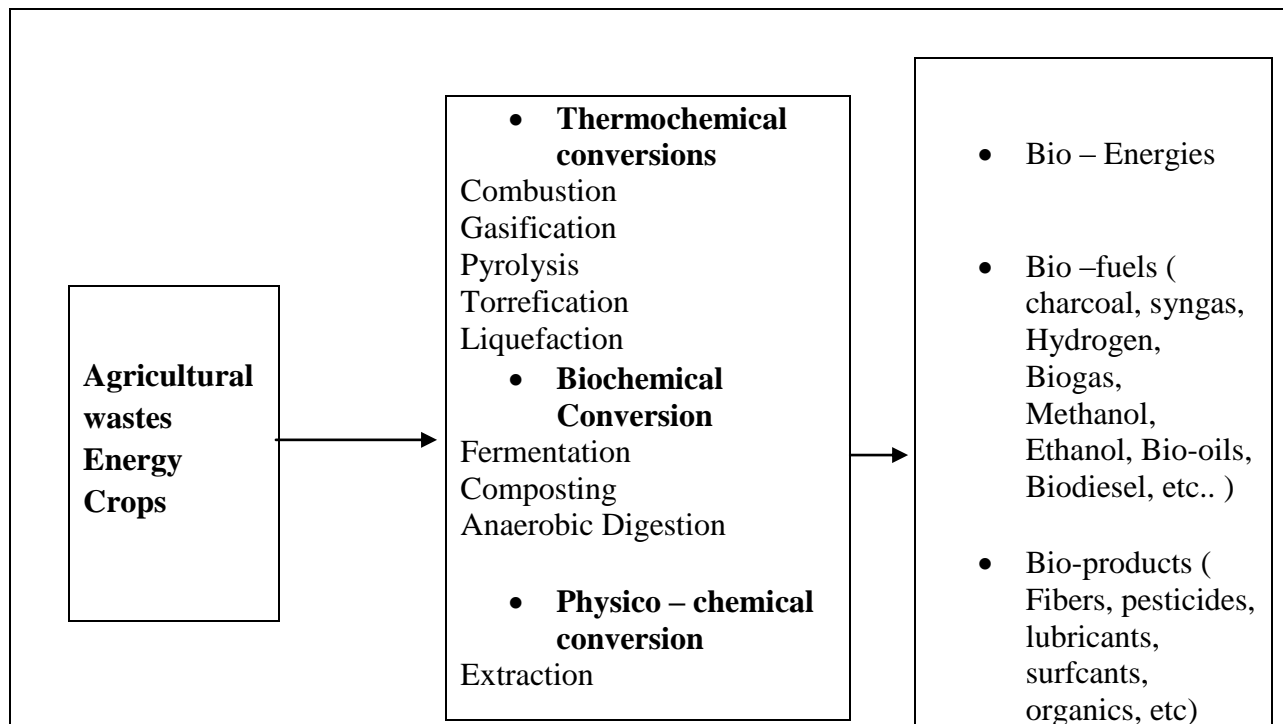 Agricultural
wastes
Energy
Crops
• Thermochemical
conversions
Combustion
Gasification
Pyrolysis
Torrefication
Liquefaction
• Biochemical
Conversion
Fermentation
Composting
Anaerobic Digestion
• Physico – chemical
conversion
Extraction
• Bio – Energies
• Bio –fuels (
charcoal, syngas,
Hydrogen,
Biogas,
Methanol,
Ethanol, Bio-oils,
Biodiesel, etc.. )
• Bio-products (
Fibers, pesticides,
lubricants,
surfcants,
organics, etc)